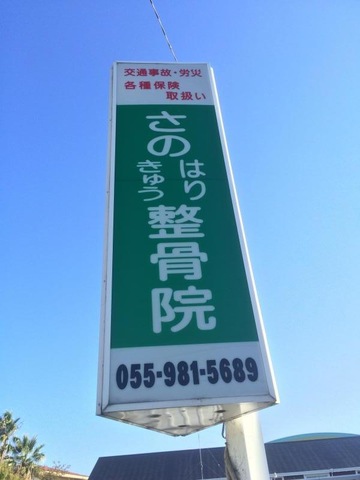 交通事故・労災
各種保険
取扱い
さの
はり
きゅう
整骨院
055-981-5689